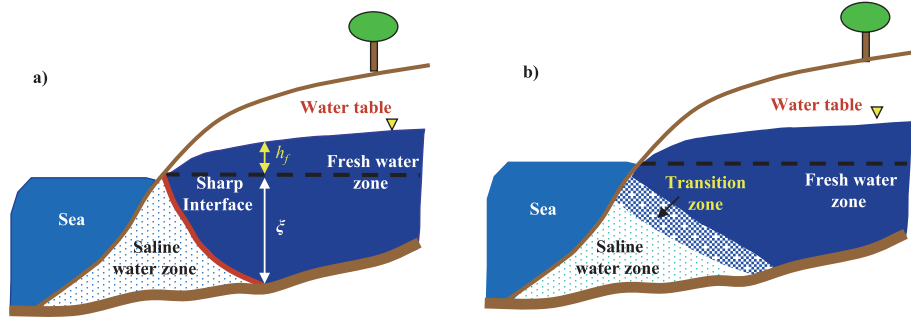 a)
Water table
h_f
Fresh water
zone
Sharp
Interface
Sea
ξ
Saline
water zone
b)
Water table
Transition
zone
Fresh water
zone
Sea
Saline
water zone